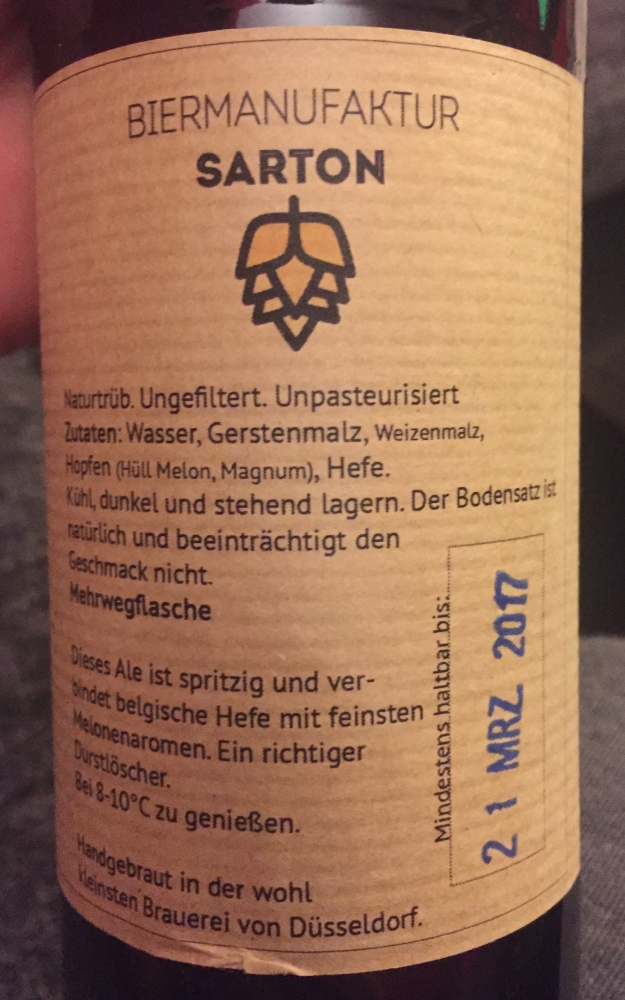 BIERMANUFAKTUR
SARTON
Naturtrüb. Ungefiltert. Unpasteurisiert
Zutaten: Wasser, Gerstenmalz, Weizenmalz,
Hopfen (Hüll Melon, Magnum), Hefe.
Kühl, dunkel und stehend lagern. Der Bodensatz ist
natürlich und beeinträchtigt den
Geschmack nicht.
Mehrwegflasche
Dieses Ale ist spritzig und ver-
bindet belgische Hefe mit feinsten
Melonenaromen. Ein richtiger
Durstlöscher.
Bei 8-10°C zu genießen.
Handgebraut in der wohl
kleinsten Brauerei von Düsseldorf.
Mindestens haltbar bis:
21 MRZ. 2017